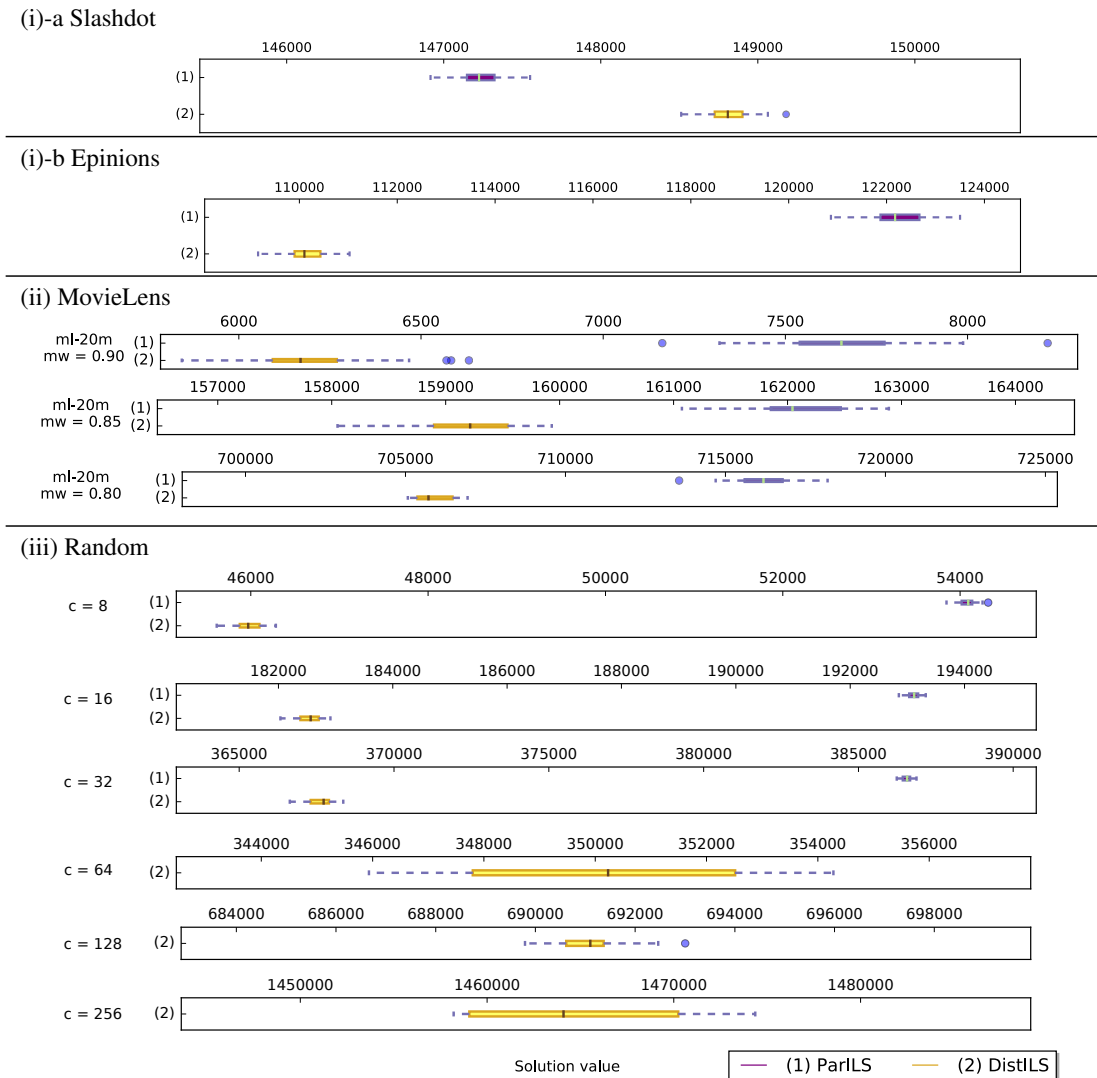 (i)-a Slashdot
146000 147000 148000 149000 150000
(1)
(2)
(i)-b Epinions
110000 112000 114000 116000 118000 120000 122000 124000
(1)
(2)
(ii) MovieLens
6000 6500 7000 7500 8000
ml-20m
mw = 0.90
(1)
(2)
157000 158000 159000 160000 161000 162000 163000 164000
ml-20m
mw = 0.85
(1)
(2)
700000 705000 710000 715000 720000 725000
ml-20m
mw = 0.80
(1)
(2)
(iii) Random
46000 48000 50000 52000 54000
c = 8
(1)
(2)
182000 184000 186000 188000 190000 192000 194000
c = 16
(1)
(2)
365000 370000 375000 380000 385000 390000
c = 32
(1)
(2)
344000 346000 348000 350000 352000 354000 356000
c = 64 (2)
684000 686000 688000 690000 692000 694000 696000 698000
c = 128 (2)
1450000 1460000 1470000 1480000
c = 256 (2)
Solution value
(1) ParILS (2) DistILS